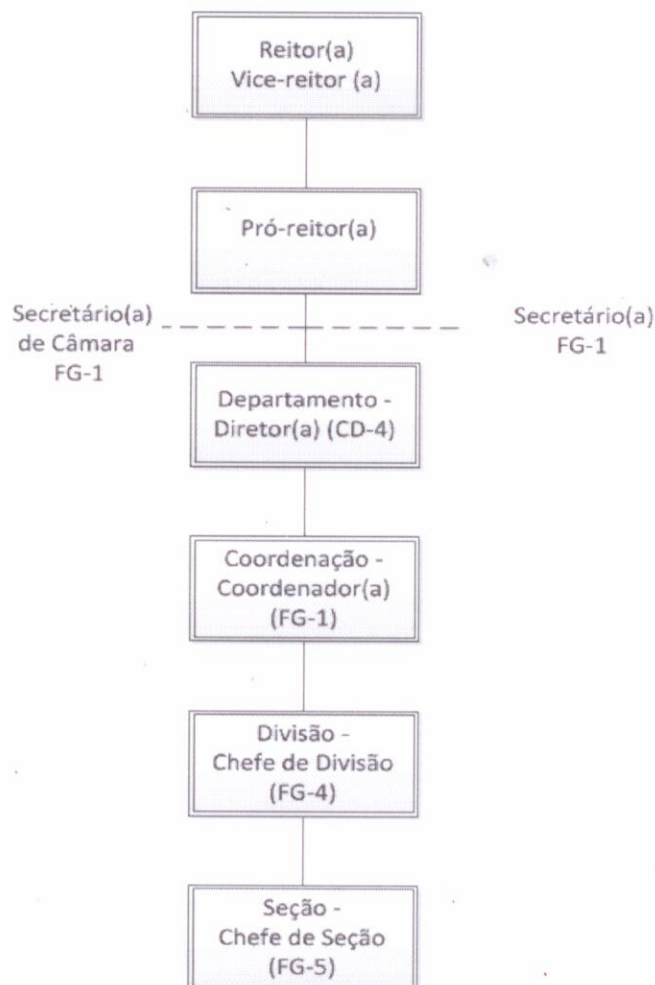 Reitor(a)
Vice-reitor (a)
Pró-reitor(a)
Secretário(a)
de Câmara
FG-1
Secretário(a)
FG-1
Departamento -
Diretor(a) (CD-4)
Coordenação -
Coordenador(a)
(FG-1)
Divisão -
Chefe de Divisão
(FG-4)
Seção -
Chefe de Seção
(FG-5)